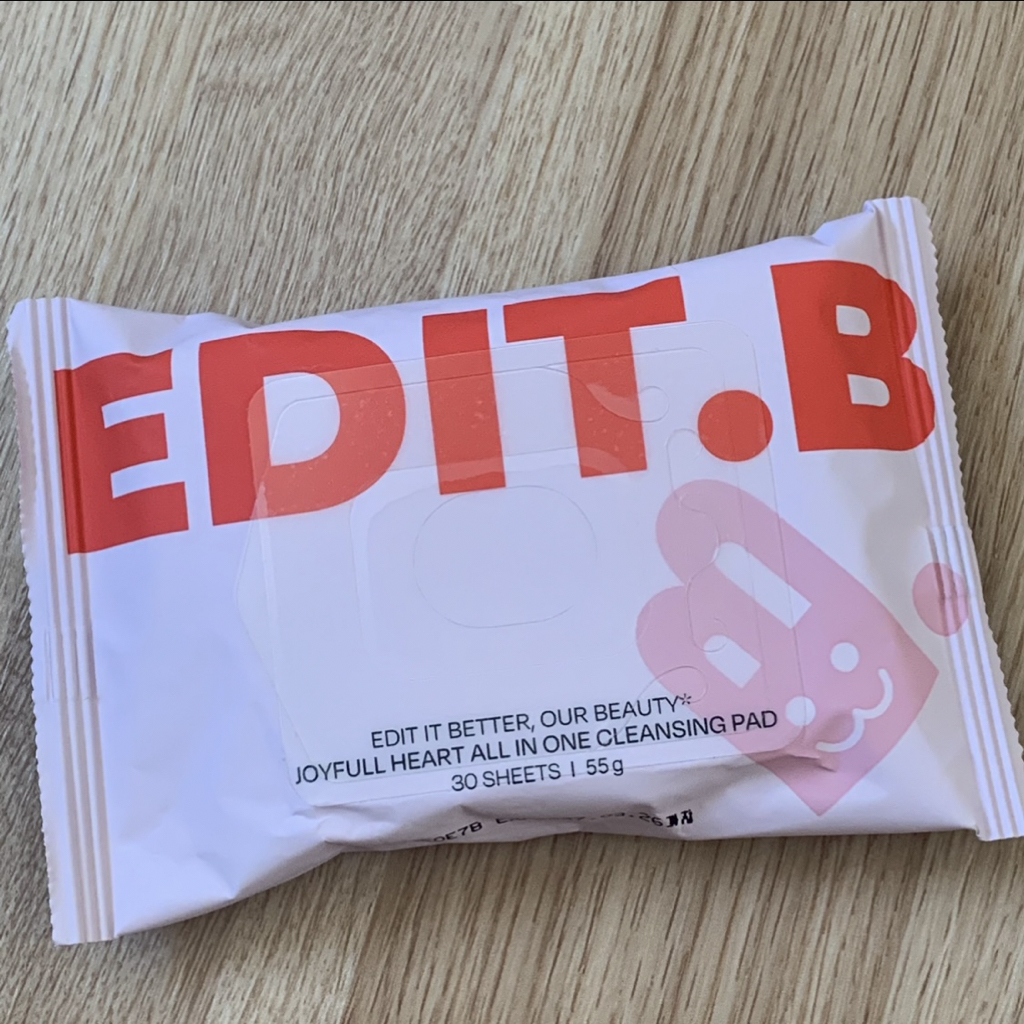 EDIT.B
EDIT IT BETTER, OUR BEAUTY*
JOYFULL HEART ALL IN ONE CLEANSING PAD
30 SHEETS | 55g